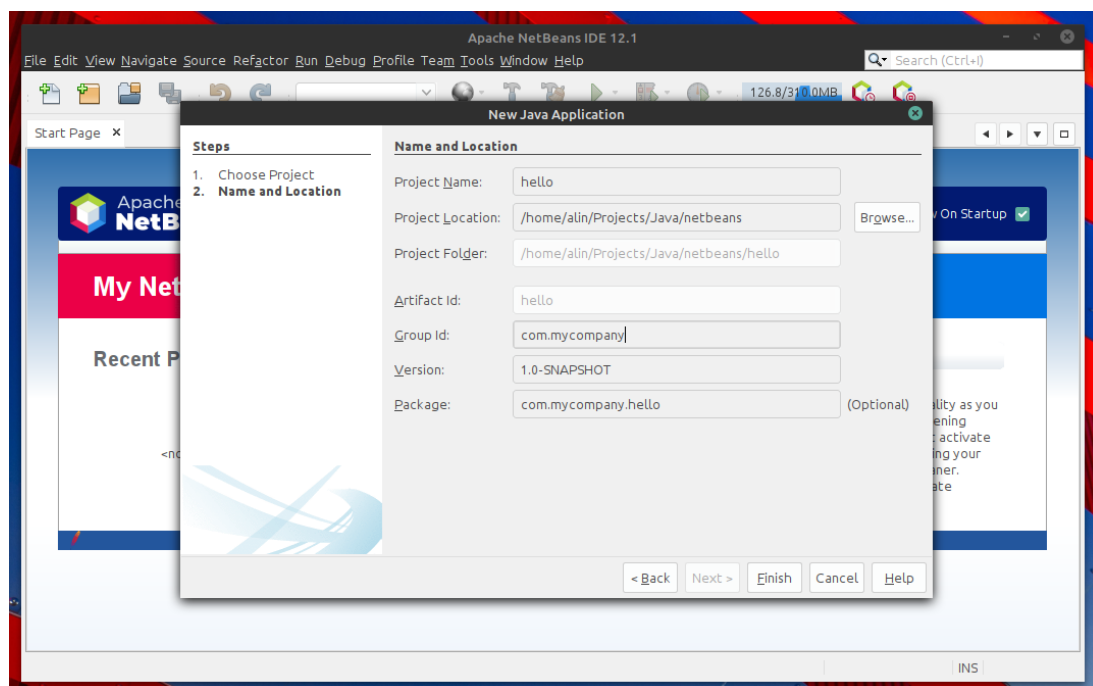 Apache NetBeans IDE 12.1
File Edit View Navigate Source Refactor Run Debug Profile Team Tools Window Help
Search (Ctrl+I)
126.8/310.0MB
Start Page
New Java Application
Steps
1. Choose Project
2. Name and Location
Name and Location
Project Name: hello
Project Location: /home/alin/Projects/Java/netbeans Browse...
Project Folder: /home/alin/Projects/Java/netbeans/hello
Artifact Id: hello
Group Id: com.mycompany
Version: 1.0-SNAPSHOT
Package: com.mycompany.hello (Optional)
< Back Next > Finish Cancel Help
Apache
NetB
On Startup
My Net
Recent P
<no
ality as you
ening
activate
ing your
aner.
ate
INS